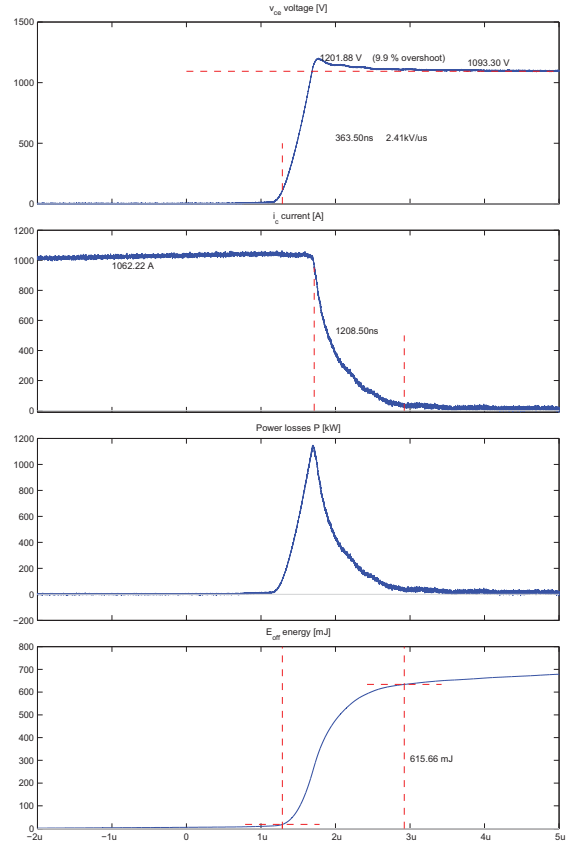 v_ce voltage [V]
1500
1201.88 V (9.9 % overshoot)
1093.30 V
1000
363.50ns 2.41kV/us
500
0
i_c current [A]
1200
1062.22 A
1000
800
1208.50ns
600
400
200
0
Power losses P [kW]
1200
1000
800
600
400
200
0
−200
E_off energy [mJ]
800
700
600
615.66 mJ
500
400
300
200
100
0
−2u −1u 0 1u 2u 3u 4u 5u